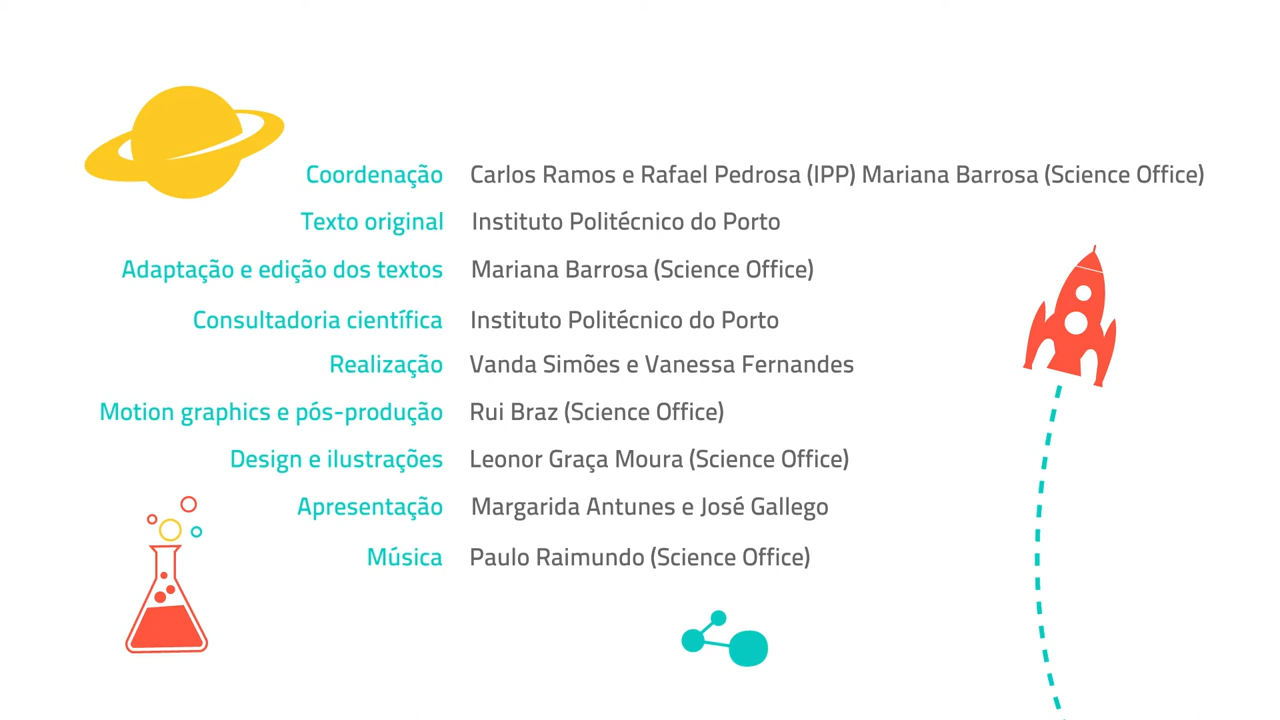 Coordenação Carlos Ramos e Rafael Pedrosa (IPP) Mariana Barrosa (Science Office)
Texto original Instituto Politécnico do Porto
Adaptação e edição dos textos Mariana Barrosa (Science Office)
Consultadoria científica Instituto Politécnico do Porto
Realização Vanda Simões e Vanessa Fernandes
Motion graphics e pós-produção Rui Braz (Science Office)
Design e ilustrações Leonor Graça Moura (Science Office)
Apresentação Margarida Antunes e José Gallego
Música Paulo Raimundo (Science Office)